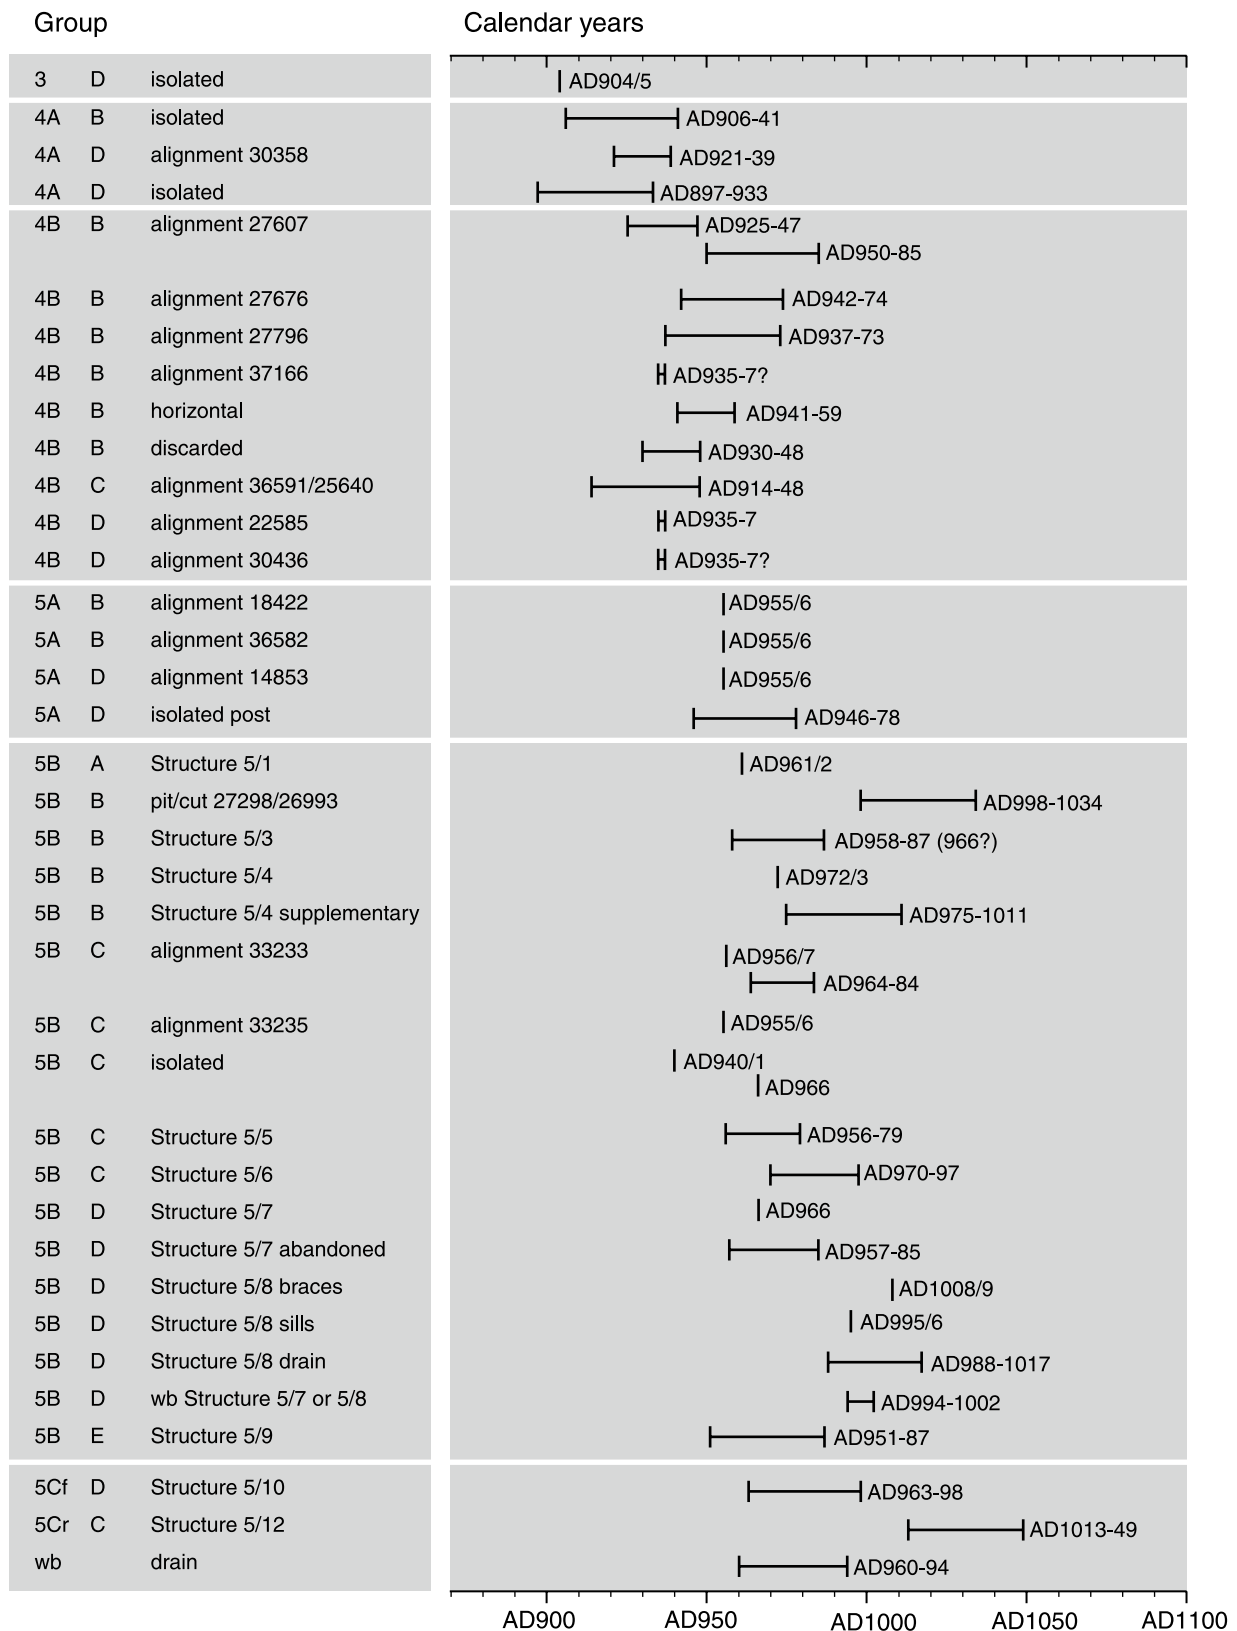 Group Calendar years
3 D isolated AD904/5
4A B isolated AD906-41
4A D alignment 30358 AD921-39
4A D isolated AD897-933
4B B alignment 27607 AD925-47
AD950-85
4B B alignment 27676 AD942-74
4B B alignment 27796 AD937-73
4B B alignment 37166 AD935-7?
4B B horizontal AD941-59
4B B discarded AD930-48
4B C alignment 36591/25640 AD914-48
4B D alignment 22585 AD935-7
4B D alignment 30436 AD935-7?
5A B alignment 18422 AD955/6
5A B alignment 36582 AD955/6
5A D alignment 14853 AD955/6
5A D isolated post AD946-78
5B A Structure 5/1 AD961/2
5B B pit/cut 27298/26993 AD998-1034
5B B Structure 5/3 AD958-87 (966?)
5B B Structure 5/4 AD972/3
5B B Structure 5/4 supplementary AD975-1011
5B C alignment 33233 AD956/7
AD964-84
5B C alignment 33235 AD955/6
5B C isolated AD940/1
AD966
5B C Structure 5/5 AD956-79
5B C Structure 5/6 AD970-97
5B D Structure 5/7 AD966
5B D Structure 5/7 abandoned AD957-85
5B D Structure 5/8 braces AD1008/9
5B D Structure 5/8 sills AD995/6
5B D Structure 5/8 drain AD988-1017
5B D wb Structure 5/7 or 5/8 AD994-1002
5B E Structure 5/9 AD951-87
5Cf D Structure 5/10 AD963-98
5Cr C Structure 5/12 AD1013-49
wb drain AD960-94
AD900 AD950 AD1000 AD1050 AD1100